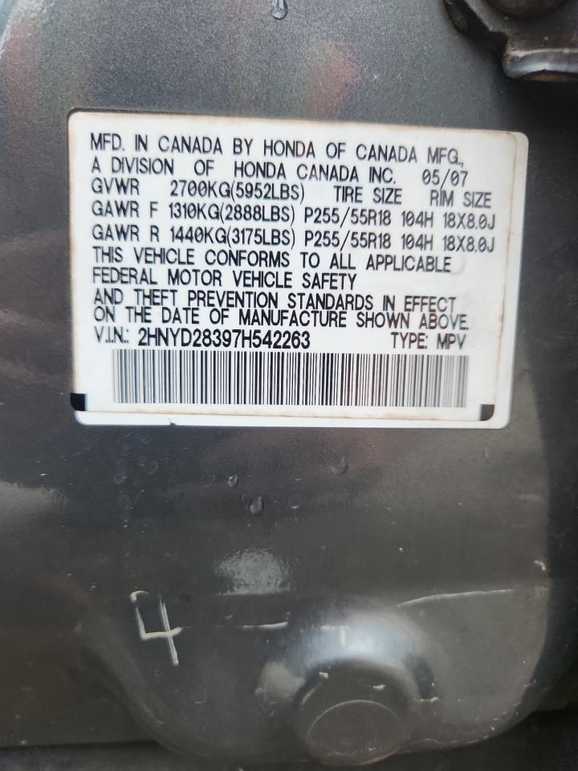 MFD. IN CANADA BY HONDA OF CANADA MFG.,
A DIVISION OF HONDA CANADA INC. 05/07
GVWR 2700KG(5952LBS) TIRE SIZE RIM SIZE
GAWR F 1310KG(2888LBS) P255/55R18 104H 18X8.0J
GAWR R 1440KG(3175LBS) P255/55R18 104H 18X8.0J
THIS VEHICLE CONFORMS TO ALL APPLICABLE
FEDERAL MOTOR VEHICLE SAFETY
AND THEFT PREVENTION STANDARDS IN EFFECT
ON THE DATE OF MANUFACTURE SHOWN ABOVE.
V.I.N.: 2HNYD28397H542263 TYPE: MPV
4